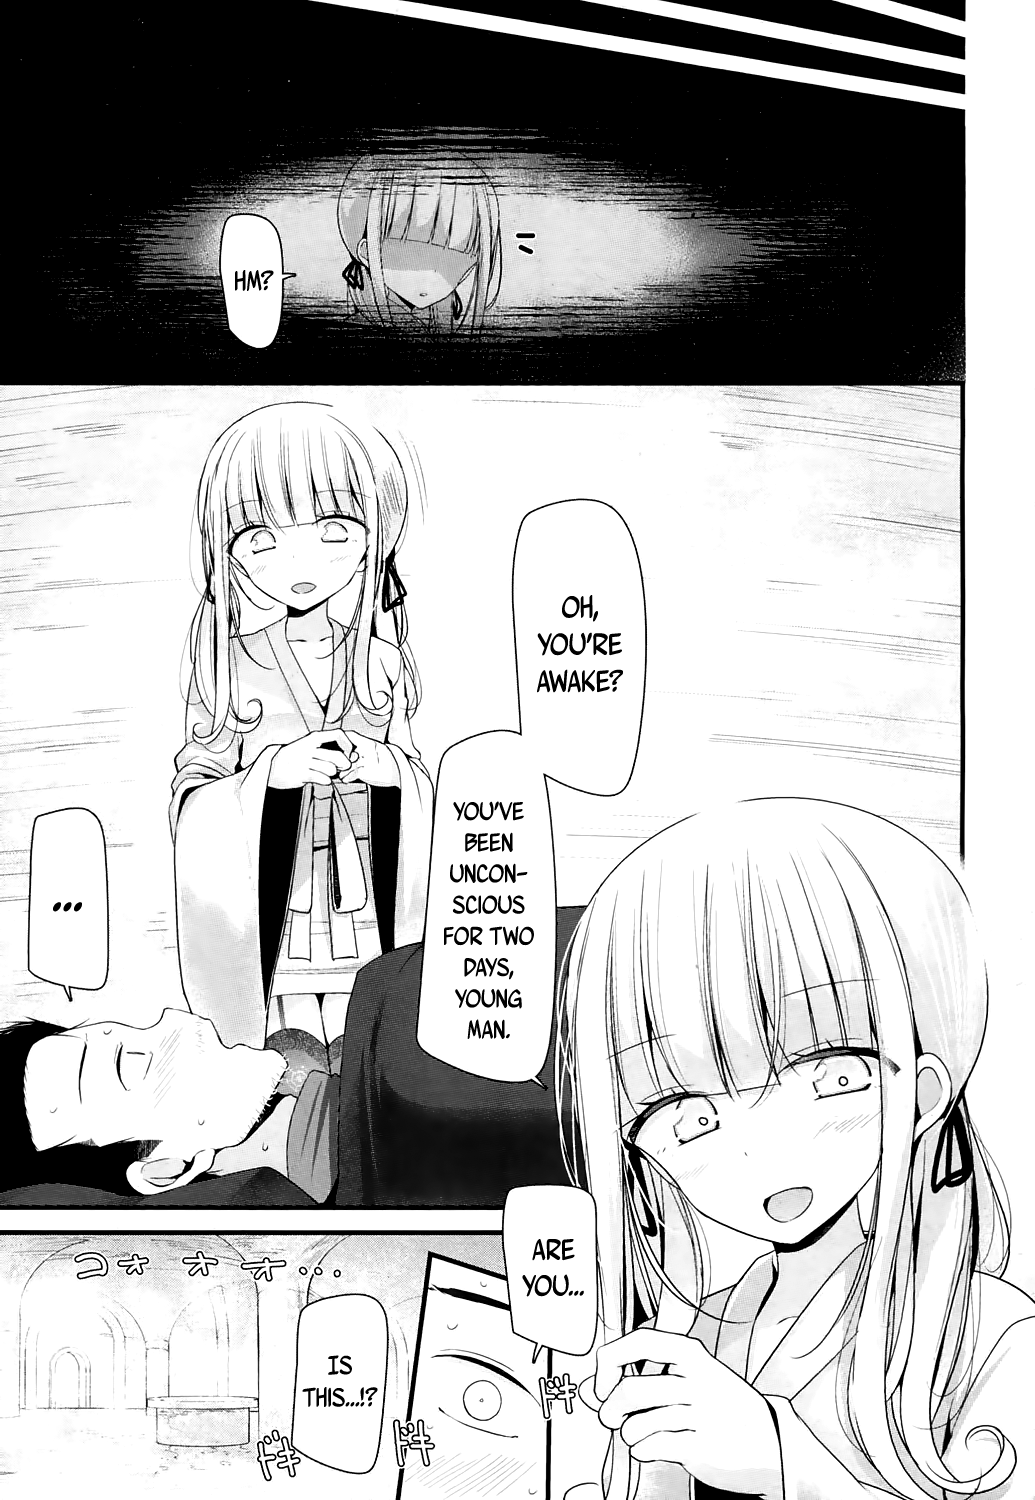 HM?
OH,
YOU'RE
AWAKE?
YOU'VE
BEEN
UNCON-
SCIOUS
FOR TWO
DAYS,
YOUNG
MAN.
...
ARE
YOU...
コォ オ オ...
IS
THIS...!?
ドキ
ドキ
ドキ